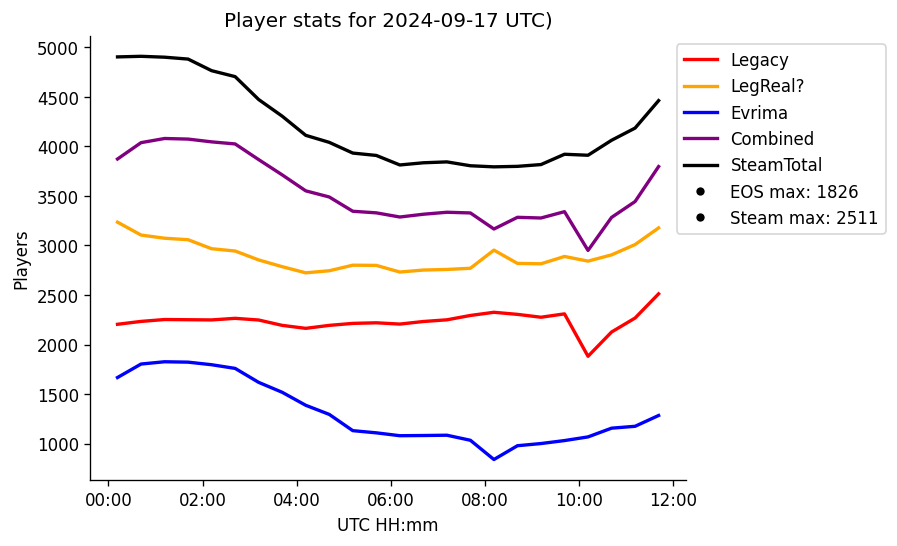 Player stats for 2024-09-17 UTC)
5000
4500
4000
3500
3000
2500
2000
1500
1000
Players
00:00 02:00 04:00 06:00 08:00 10:00 12:00
UTC HH:mm
Legacy
LegReal?
Evrima
Combined
SteamTotal
EOS max: 1826
Steam max: 2511